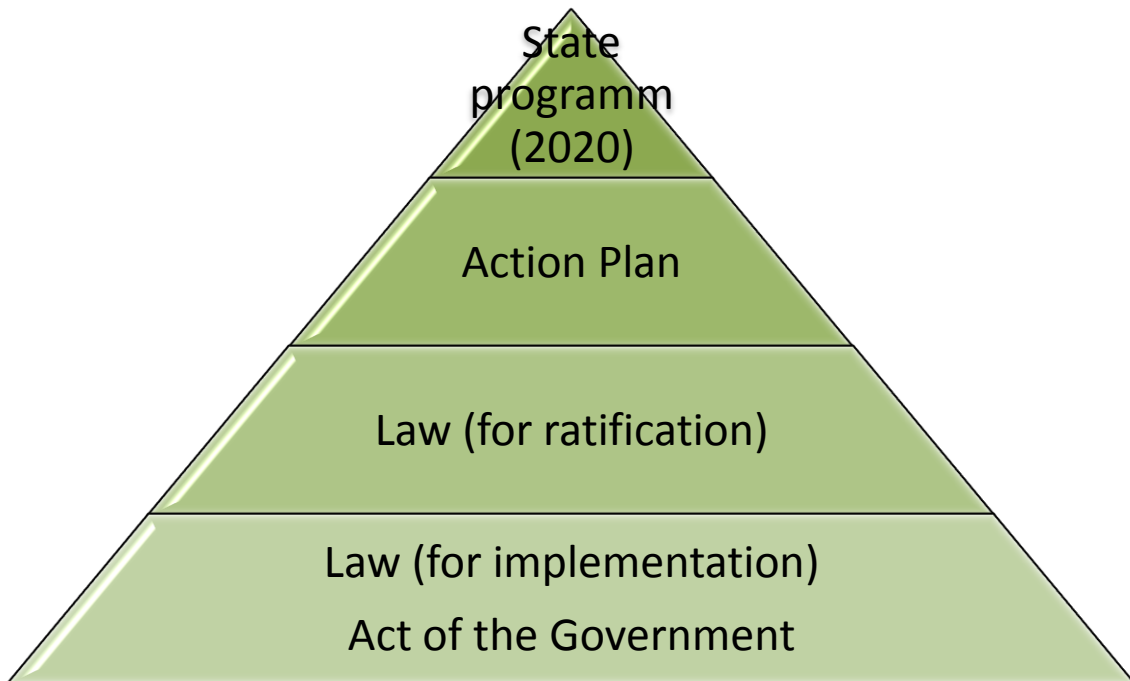 State
programm
(2020)
Action Plan
Law (for ratification)
Law (for implementation)
Act of the Government